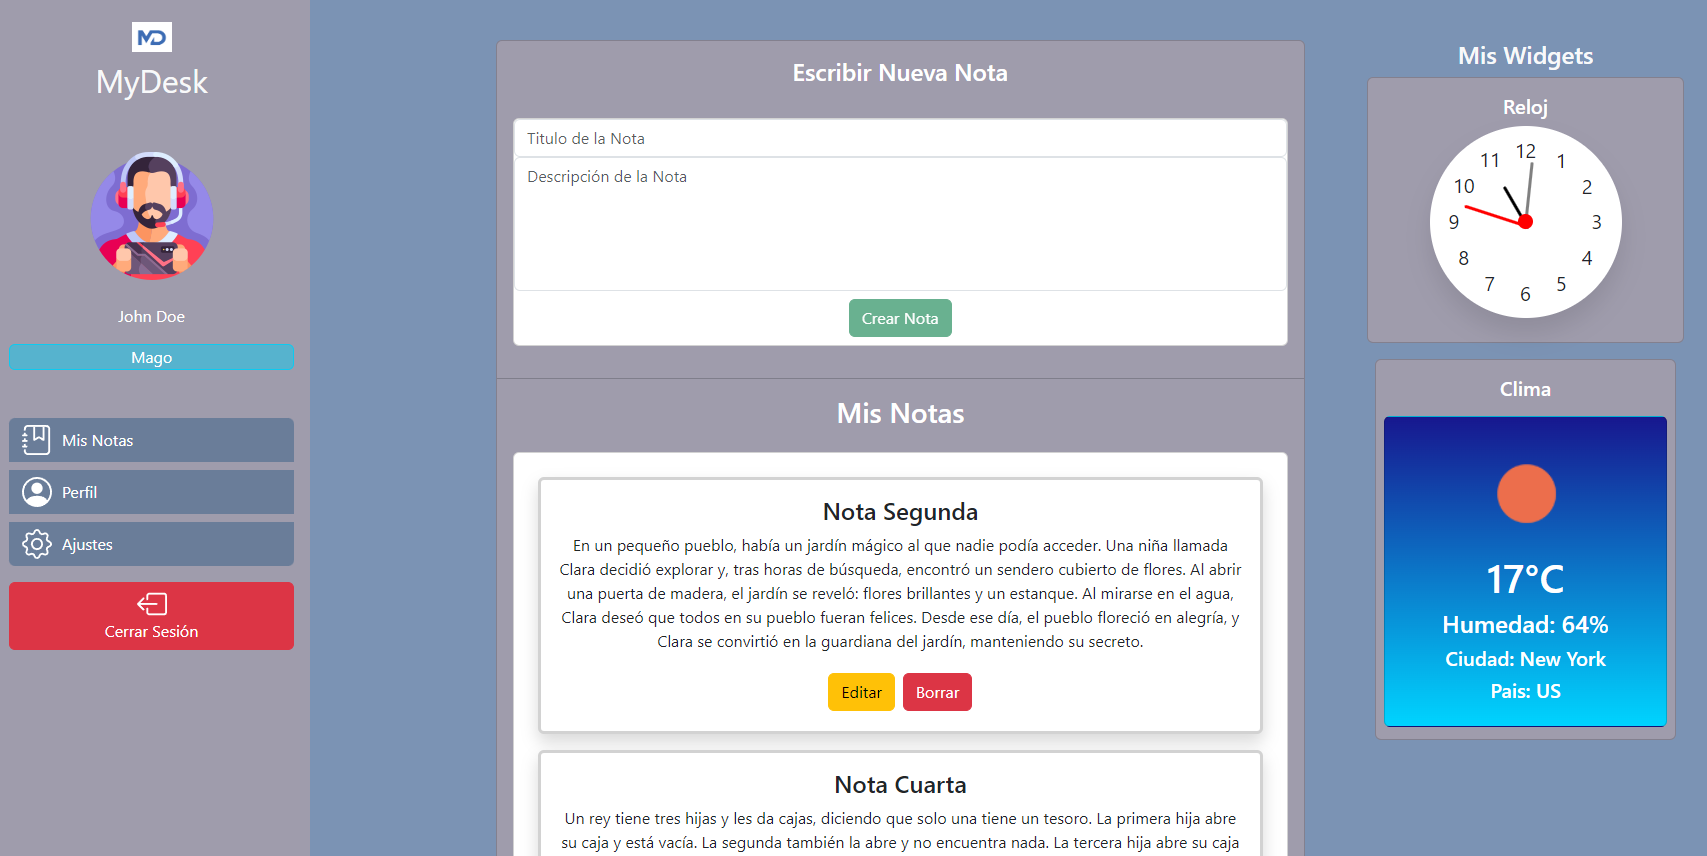 MD
MyDesk
John Doe
Mago
Mis Notas
Perfil
Ajustes
Cerrar Sesión
Escribir Nueva Nota
Titulo de la Nota
Descripción de la Nota
Crear Nota
Mis Notas
Nota Segunda
En un pequeño pueblo, había un jardín mágico al que nadie podía acceder. Una niña llamada
Clara decidió explorar y, tras horas de búsqueda, encontró un sendero cubierto de flores. Al abrir
una puerta de madera, el jardín se reveló: flores brillantes y un estanque. Al mirarse en el agua,
Clara deseó que todos en su pueblo fueran felices. Desde ese día, el pueblo floreció en alegría, y
Clara se convirtió en la guardiana del jardín, manteniendo su secreto.
Editar
Borrar
Nota Cuarta
Un rey tiene tres hijas y les da cajas, diciendo que solo una tiene un tesoro. La primera hija abre
su caja y está vacía. La segunda también la abre y no encuentra nada. La tercera hija abre su caja
Mis Widgets
Reloj
12
1
2
3
4
5
6
7
8
9
10
11
Clima
17°C
Humedad: 64%
Ciudad: New York
Pais: US